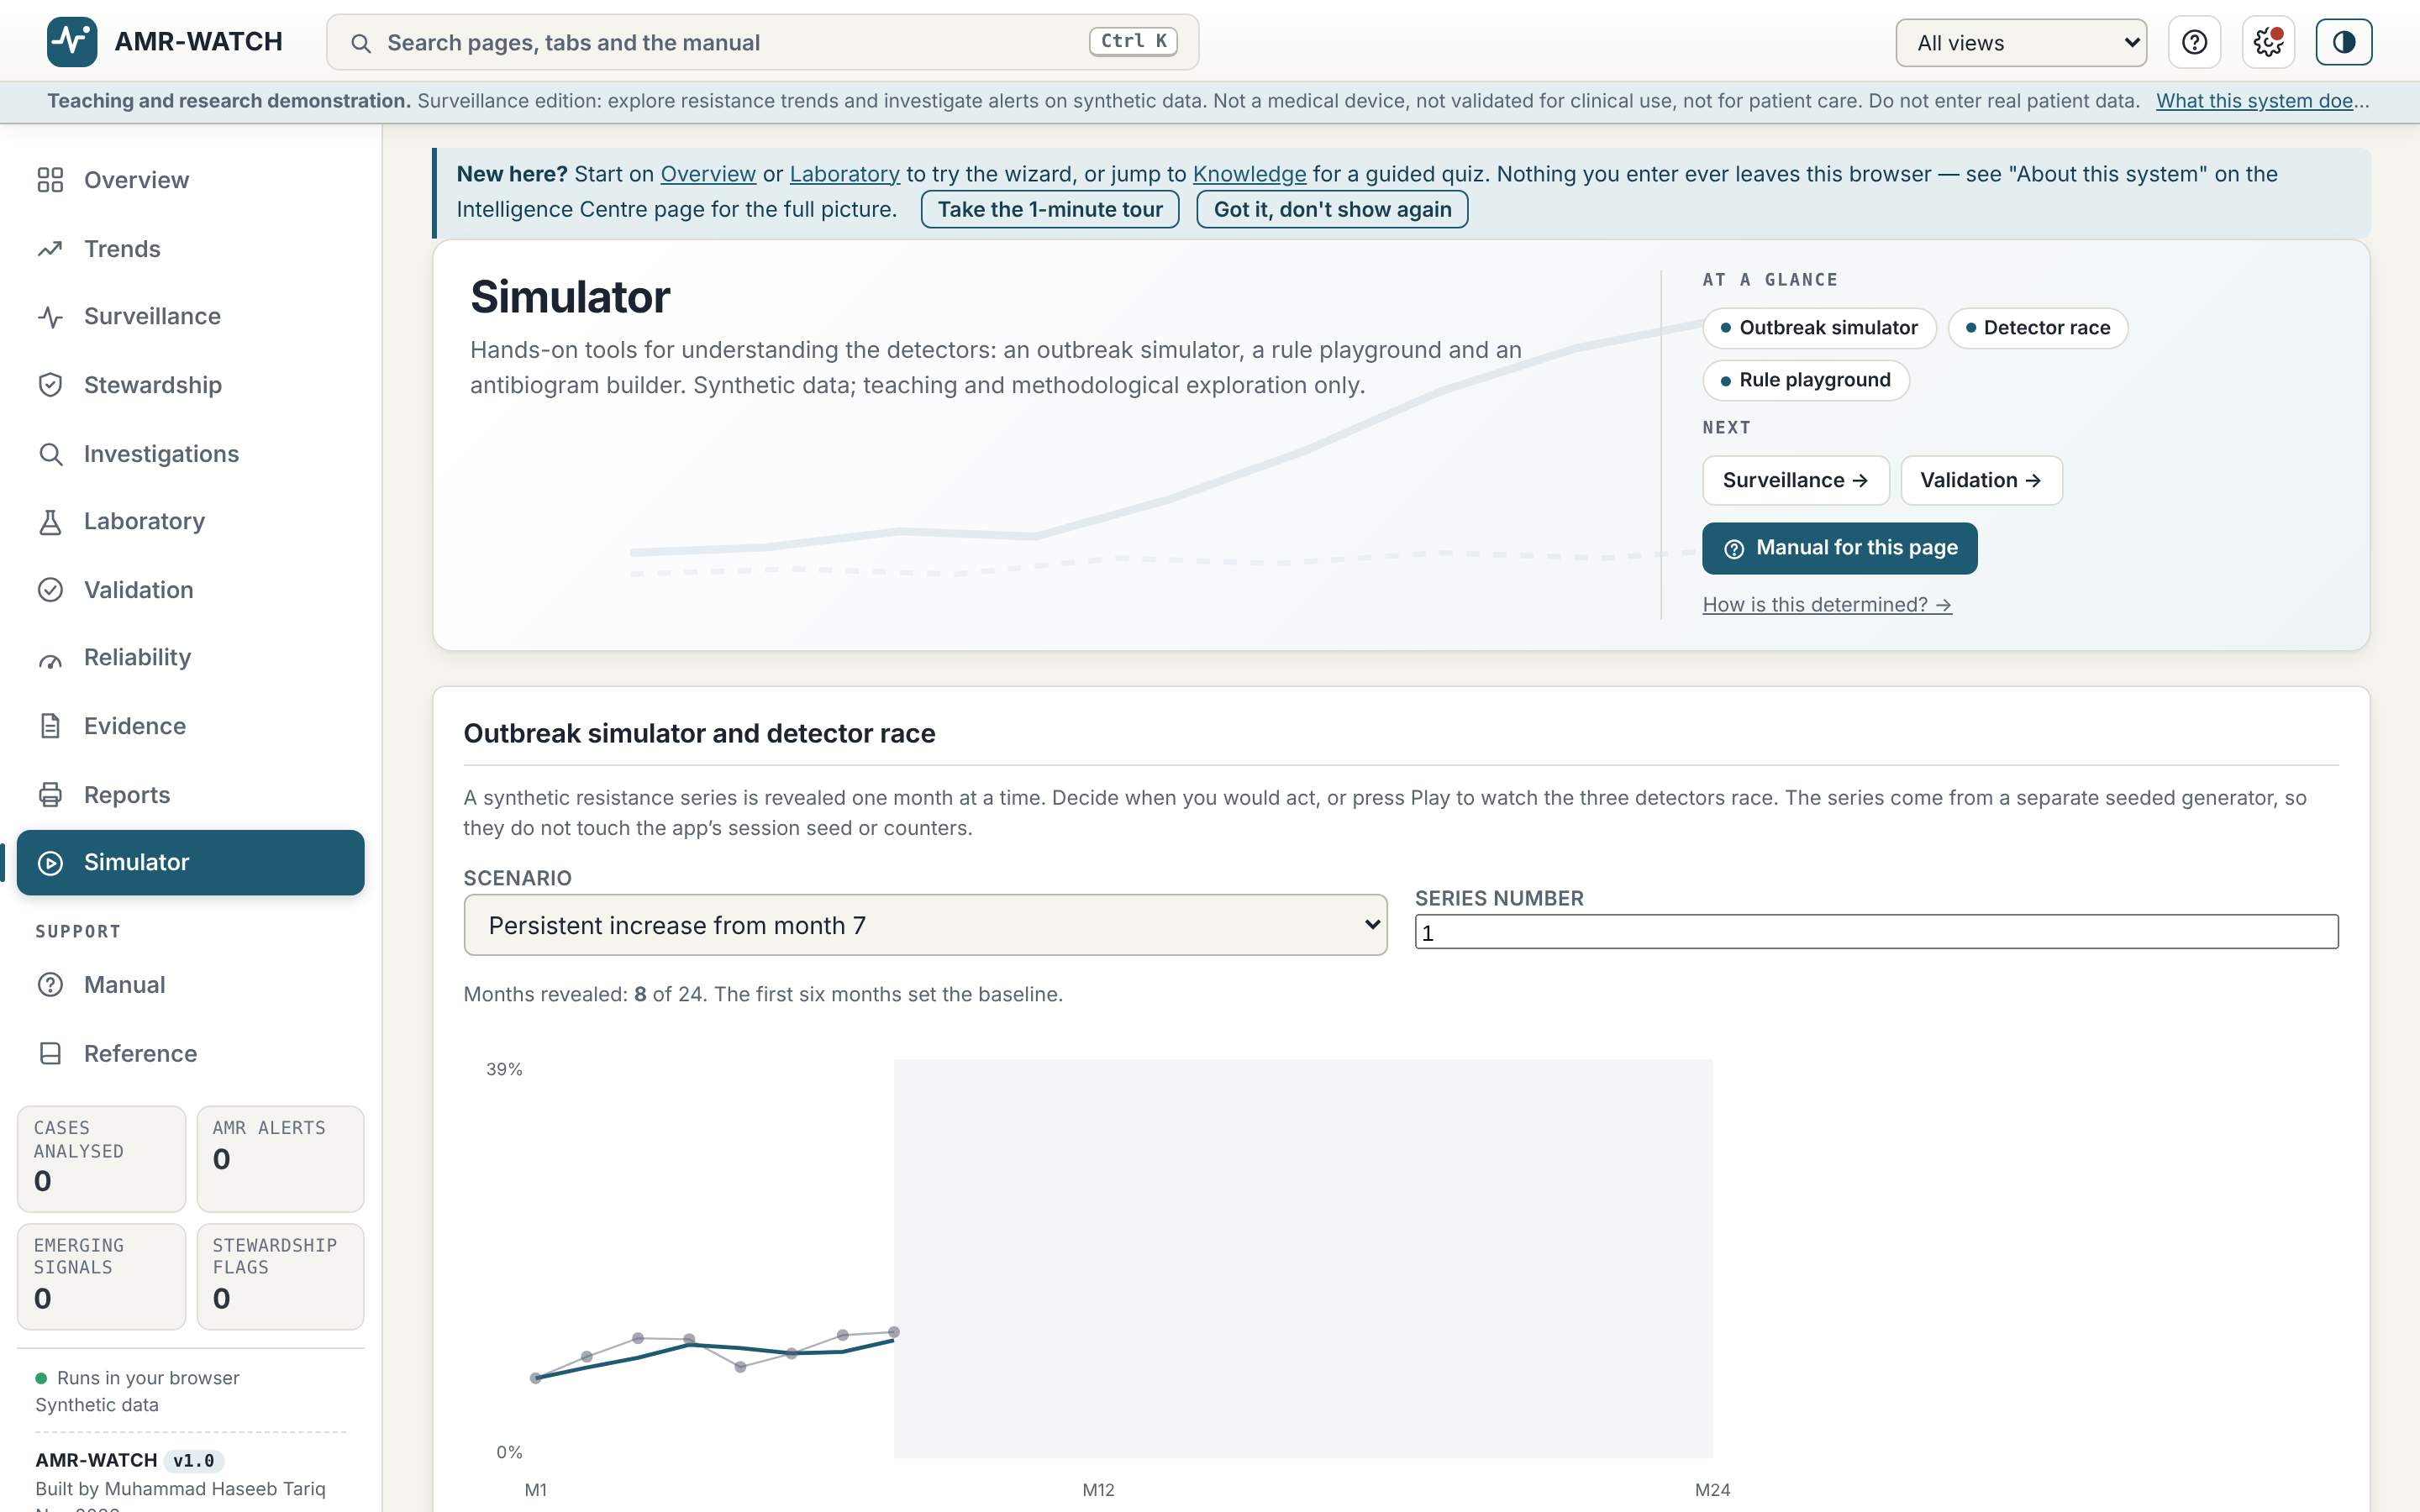 AMR-WATCH
Search pages, tabs and the manual
Ctrl K
All views
Teaching and research demonstration. Surveillance edition: explore resistance trends and investigate alerts on synthetic data. Not a medical device, not validated for clinical use, not for patient care. Do not enter real patient data. What this system doe...
Overview
Trends
Surveillance
Stewardship
Investigations
Laboratory
Validation
Reliability
Evidence
Reports
Simulator
SUPPORT
Manual
Reference
CASES
ANALYSED
0
AMR ALERTS
0
EMERGING
SIGNALS
0
STEWARDSHIP
FLAGS
0
Runs in your browser
Synthetic data
AMR-WATCH v1.0
Built by Muhammad Haseeb Tariq
New here? Start on Overview or Laboratory to try the wizard, or jump to Knowledge for a guided quiz. Nothing you enter ever leaves this browser — see "About this system" on the
Intelligence Centre page for the full picture. Take the 1-minute tour Got it, don't show again
Simulator
Hands-on tools for understanding the detectors: an outbreak simulator, a rule playground and an
antibiogram builder. Synthetic data; teaching and methodological exploration only.
AT A GLANCE
Outbreak simulator
Detector race
Rule playground
NEXT
Surveillance →
Validation →
Manual for this page
How is this determined? →
Outbreak simulator and detector race
A synthetic resistance series is revealed one month at a time. Decide when you would act, or press Play to watch the three detectors race. The series come from a separate seeded generator, so
they do not touch the app’s session seed or counters.
SCENARIO
Persistent increase from month 7
SERIES NUMBER
1
Months revealed: 8 of 24. The first six months set the baseline.
39%
0%
M1
M12
M24